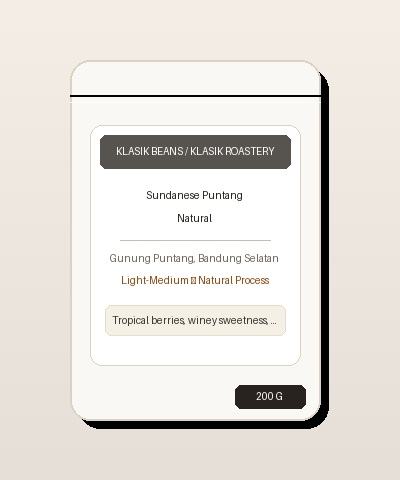 KLASIK BEANS / KLASIK ROASTERY
Sundanese Puntang
Natural
Gunung Puntang, Bandung Selatan
Light-Medium Natural Process
Tropical berries, winey sweetness, ...
200 G